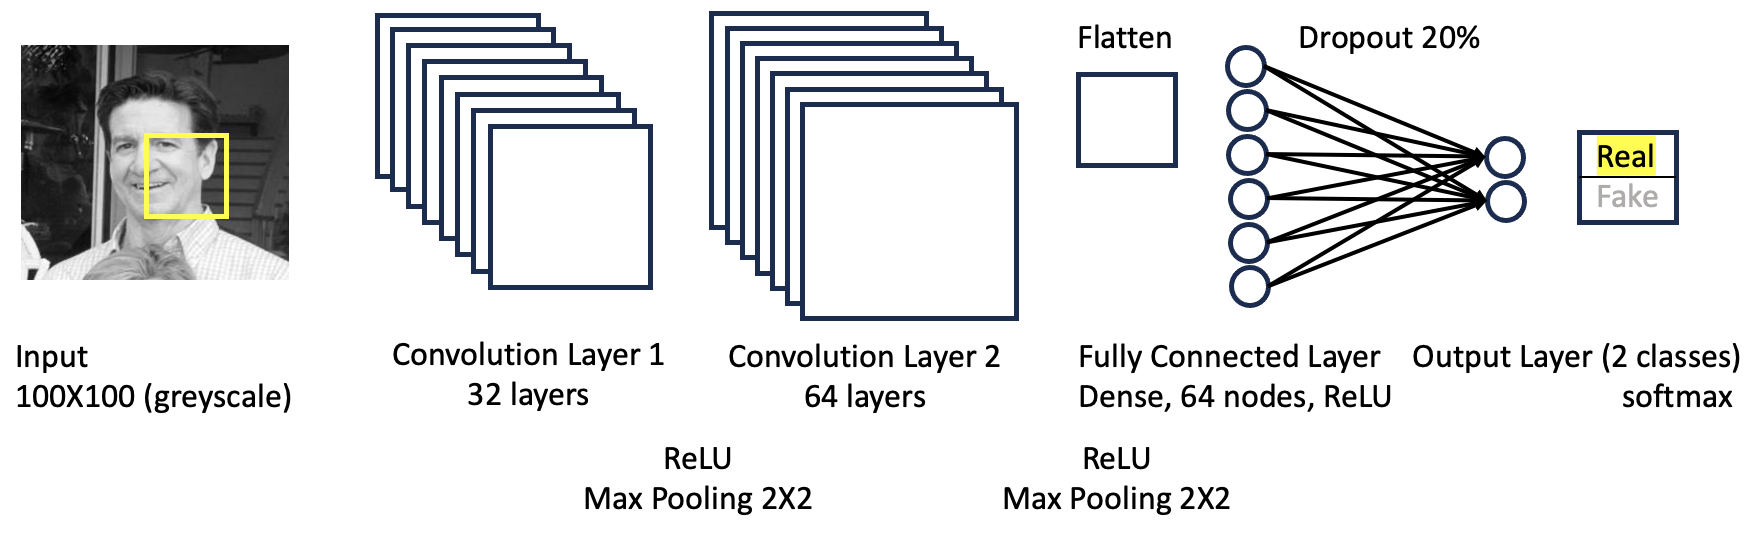 Flatten
Dropout 20%
Real
Fake
Input
100X100 (greyscale)
Convolution Layer 1
32 layers
Convolution Layer 2
64 layers
Fully Connected Layer
Dense, 64 nodes, ReLU
Output Layer (2 classes)
softmax
ReLU
Max Pooling 2X2
ReLU
Max Pooling 2X2